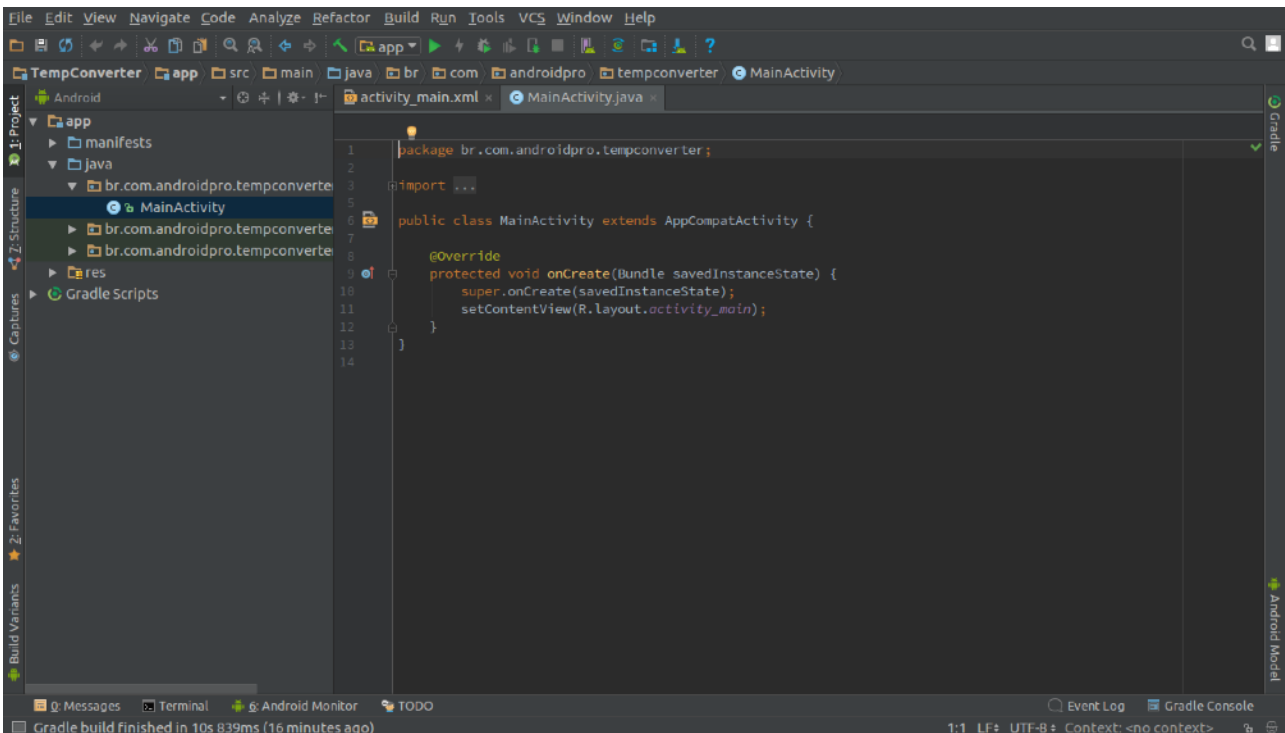 File Edit View Navigate Code Analyze Refactor Build Run Tools VCS Window Help
app
TempConverter app src main java br com androidpro tempconverter MainActivity
Android
activity_main.xml MainActivity.java
1: Project
7: Structure
Captures
2: Favorites
Build Variants
app
manifests
java
br.com.androidpro.tempconverte
MainActivity
br.com.androidpro.tempconverte
br.com.androidpro.tempconverte
res
Gradle Scripts
1 package br.com.androidpro.tempconverter;
2
3 import ...
5
6 public class MainActivity extends AppCompatActivity {
7
8 @Override
9 protected void onCreate(Bundle savedInstanceState) {
10 super.onCreate(savedInstanceState);
11 setContentView(R.layout.activity_main);
12 }
13 }
14
Gradle
Android Model
0: Messages Terminal 6: Android Monitor TODO Event Log Gradle Console
Gradle build finished in 10s 839ms (16 minutes ago) 1:1 LF UTF-8 Context: <no context>